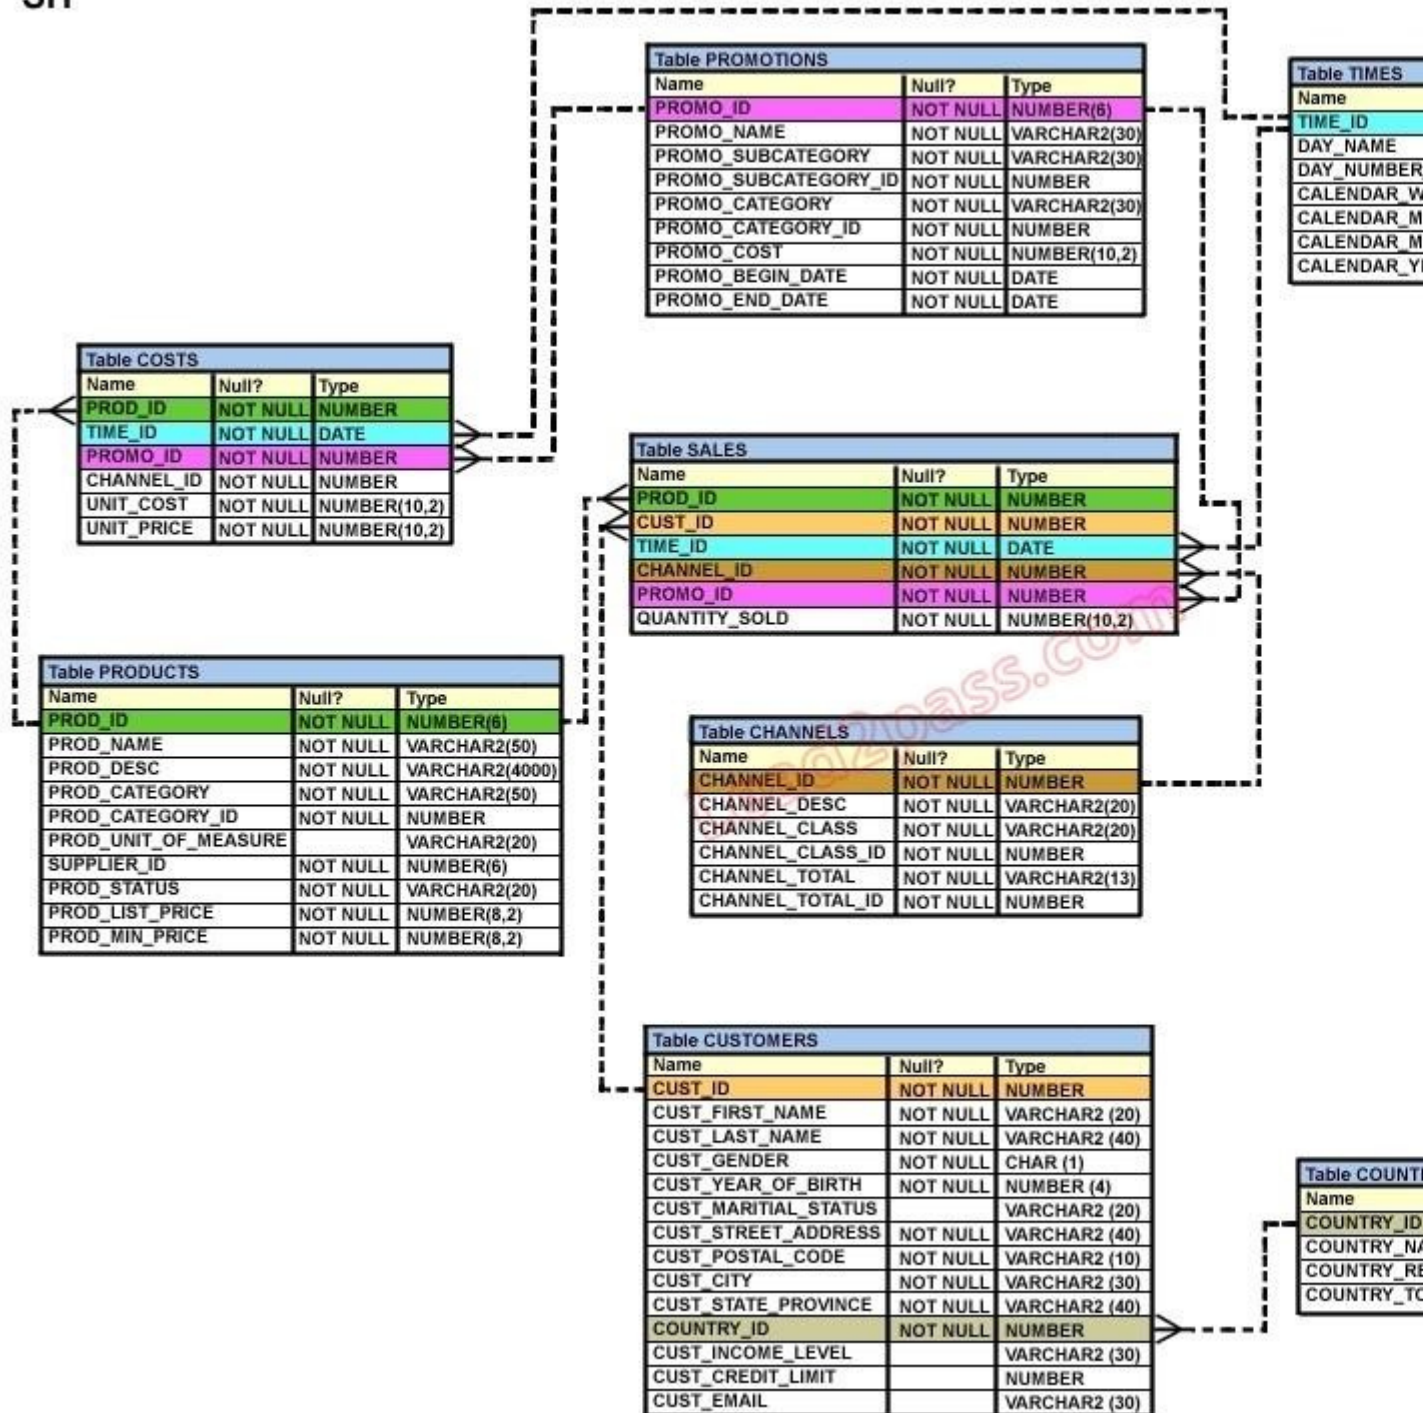 SH
Table PROMOTIONS
Name Null? Type
PROMO_ID NOT NULL NUMBER(6)
PROMO_NAME NOT NULL VARCHAR2(30)
PROMO_SUBCATEGORY NOT NULL VARCHAR2(30)
PROMO_SUBCATEGORY_ID NOT NULL NUMBER
PROMO_CATEGORY NOT NULL VARCHAR2(30)
PROMO_CATEGORY_ID NOT NULL NUMBER
PROMO_COST NOT NULL NUMBER(10,2)
PROMO_BEGIN_DATE NOT NULL DATE
PROMO_END_DATE NOT NULL DATE
Table TIMES
Name
TIME_ID
DAY_NAME
DAY_NUMBER
CALENDAR_W
CALENDAR_M
CALENDAR_M
CALENDAR_Y
Table COSTS
Name Null? Type
PROD_ID NOT NULL NUMBER
TIME_ID NOT NULL DATE
PROMO_ID NOT NULL NUMBER
CHANNEL_ID NOT NULL NUMBER
UNIT_COST NOT NULL NUMBER(10,2)
UNIT_PRICE NOT NULL NUMBER(10,2)
Table SALES
Name Null? Type
PROD_ID NOT NULL NUMBER
CUST_ID NOT NULL NUMBER
TIME_ID NOT NULL DATE
CHANNEL_ID NOT NULL NUMBER
PROMO_ID NOT NULL NUMBER
QUANTITY_SOLD NOT NULL NUMBER(10,2)
Table PRODUCTS
Name Null? Type
PROD_ID NOT NULL NUMBER(6)
PROD_NAME NOT NULL VARCHAR2(50)
PROD_DESC NOT NULL VARCHAR2(4000)
PROD_CATEGORY NOT NULL VARCHAR2(50)
PROD_CATEGORY_ID NOT NULL NUMBER
PROD_UNIT_OF_MEASURE VARCHAR2(20)
SUPPLIER_ID NOT NULL NUMBER(6)
PROD_STATUS NOT NULL VARCHAR2(20)
PROD_LIST_PRICE NOT NULL NUMBER(8,2)
PROD_MIN_PRICE NOT NULL NUMBER(8,2)
Table CHANNELS
Name Null? Type
CHANNEL_ID NOT NULL NUMBER
CHANNEL_DESC NOT NULL VARCHAR2(20)
CHANNEL_CLASS NOT NULL VARCHAR2(20)
CHANNEL_CLASS_ID NOT NULL NUMBER
CHANNEL_TOTAL NOT NULL VARCHAR2(13)
CHANNEL_TOTAL_ID NOT NULL NUMBER
Table CUSTOMERS
Name Null? Type
CUST_ID NOT NULL NUMBER
CUST_FIRST_NAME NOT NULL VARCHAR2 (20)
CUST_LAST_NAME NOT NULL VARCHAR2 (40)
CUST_GENDER NOT NULL CHAR (1)
CUST_YEAR_OF_BIRTH NOT NULL NUMBER (4)
CUST_MARITIAL_STATUS VARCHAR2 (20)
CUST_STREET_ADDRESS NOT NULL VARCHAR2 (40)
CUST_POSTAL_CODE NOT NULL VARCHAR2 (10)
CUST_CITY NOT NULL VARCHAR2 (30)
CUST_STATE_PROVINCE NOT NULL VARCHAR2 (40)
COUNTRY_ID NOT NULL NUMBER
CUST_INCOME_LEVEL VARCHAR2 (30)
CUST_CREDIT_LIMIT NUMBER
CUST_EMAIL VARCHAR2 (30)
Table COUNT
Name
COUNTRY_ID
COUNTRY_NA
COUNTRY_RE
COUNTRY_TO